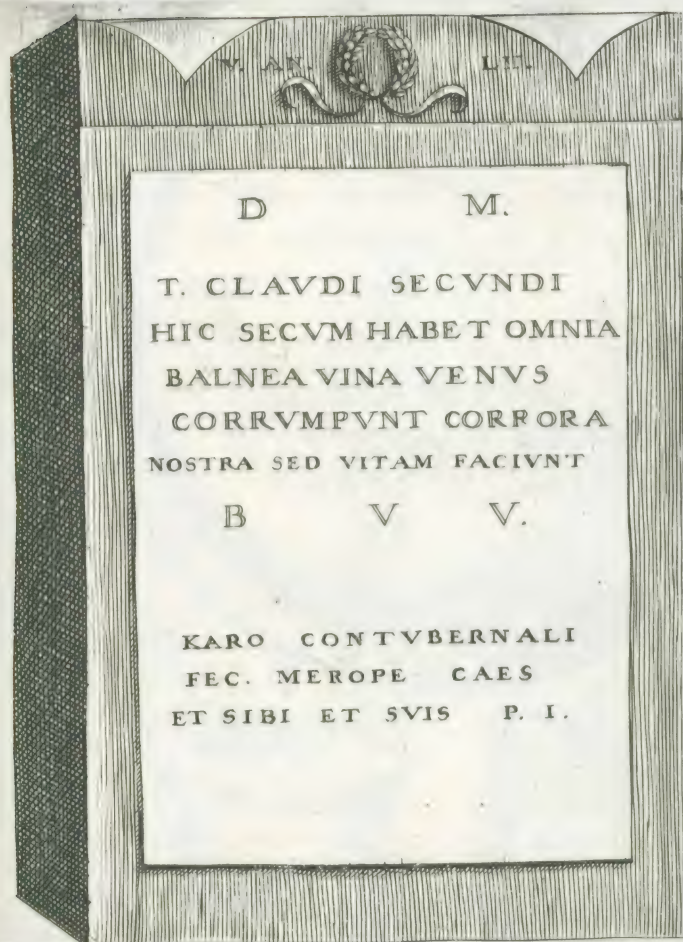 V. AN. LII.
D M.
T. CLAVDI SECVNDI
HIC SECVM HABET OMNIA
BALNEA VINA VENVS
CORRVMPVNT CORPORA
NOSTRA SED VITAM FACIVNT
B V V.
KARO CONTVBERNALI
FEC. MEROPE CAES
ET SIBI ET SVIS P. I.